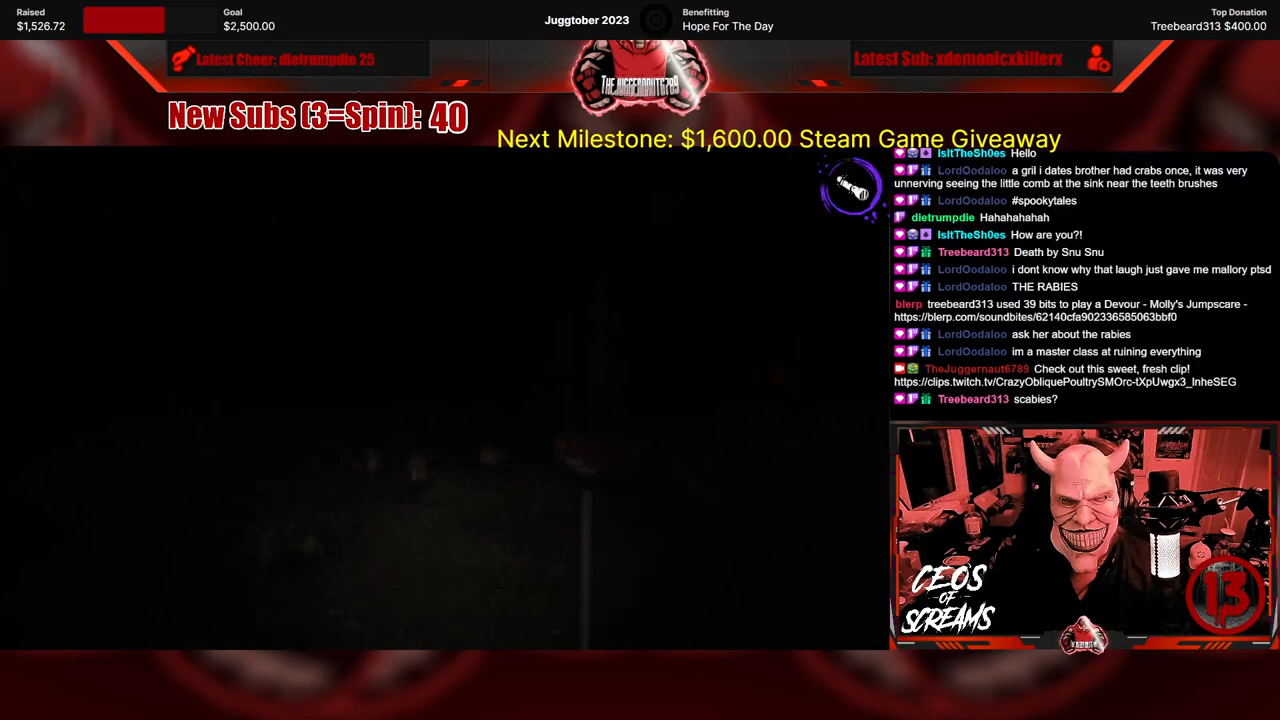 Raised
$1,526.72
Goal
$2,500.00
Juggtober 2023
Benefitting
Hope For The Day
Top Donation
Treebeard313 $400.00
Latest Cheer: dietrumpdie 25
THEJUGGERNAUT6789
Latest Sub: xdemonicxkillerx
New Subs (3=Spin): 40
Next Milestone: $1,600.00 Steam Game Giveaway
IsItTheSh0es Hello
LordOodaloo a gril i dates brother had crabs once, it was very
unnerving seeing the little comb at the sink near the teeth brushes
LordOodaloo #spookytales
dietrumpdie Hahahahahah
IsItTheSh0es How are you?!
Treebeard313 Death by Snu Snu
LordOodaloo i dont know why that laugh just gave me mallory ptsd
LordOodaloo THE RABIES
blerp treebeard313 used 39 bits to play a Devour - Molly's Jumpscare -
https://blerp.com/soundbites/62140cfa902336585063bbf0
LordOodaloo ask her about the rabies
LordOodaloo im a master class at ruining everything
TheJuggernaut6789 Check out this sweet, fresh clip!
https://clips.twitch.tv/CrazyObliquePoultrySMOrc-tXpUwgx3_InheSEG
Treebeard313 scabies?
CEOS
OF
SCREAMS
13